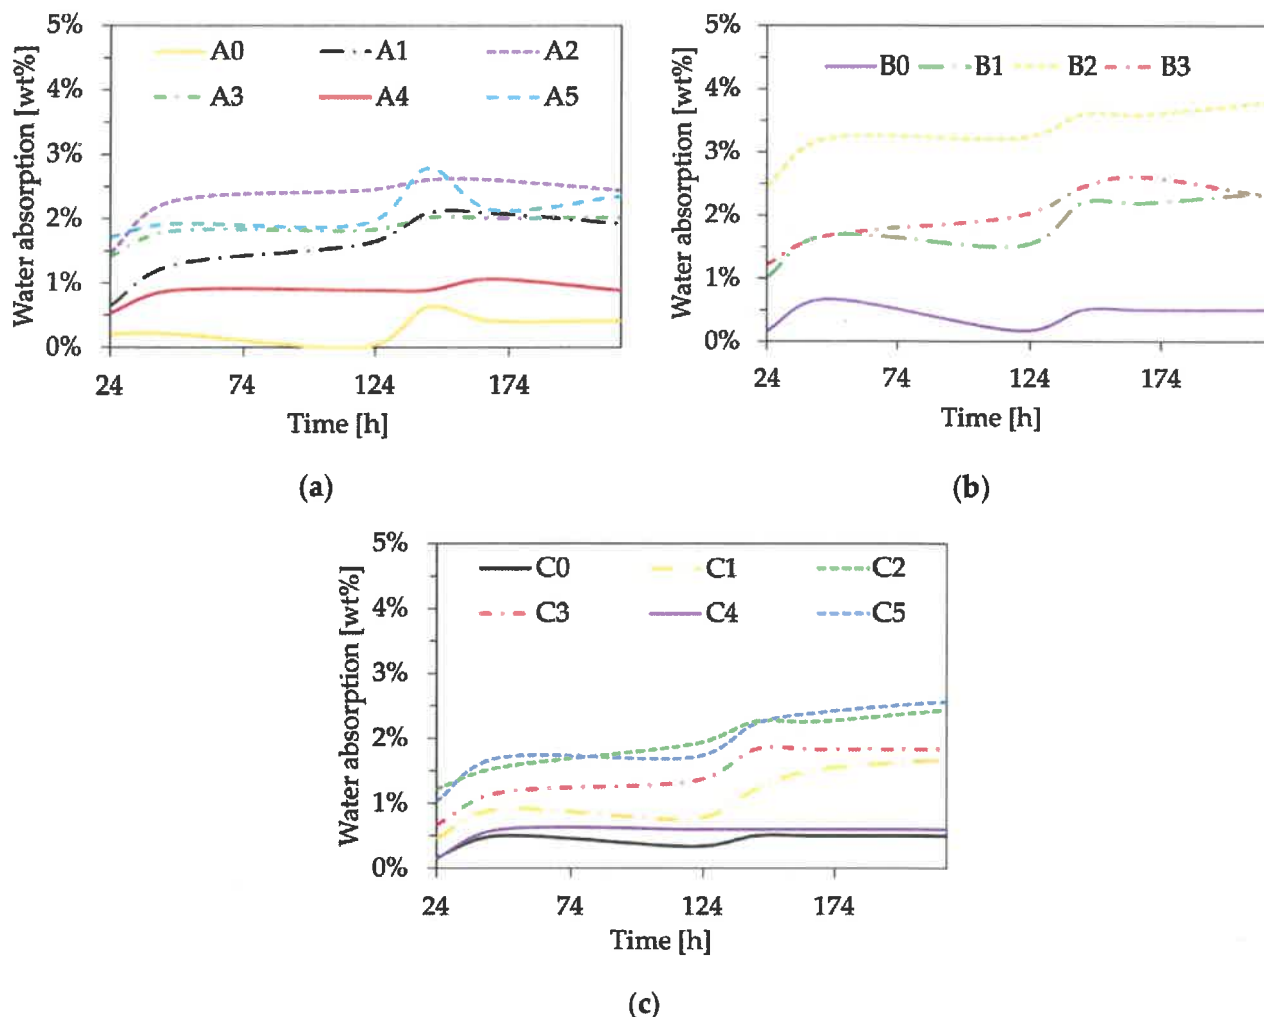 Water absorption [wt%]
5%
4%
3%
2%
1%
0%
A0 A1 A2
A3 A4 A5
24 74 124 174
Time [h]
(a)
Water absorption [wt%]
5%
4%
3%
2%
1%
0%
B0 B1 B2 B3
24 74 124 174
Time [h]
(b)
Water absorption [wt%]
5%
4%
3%
2%
1%
0%
C0 C1 C2
C3 C4 C5
24 74 124 174
Time [h]
(c)